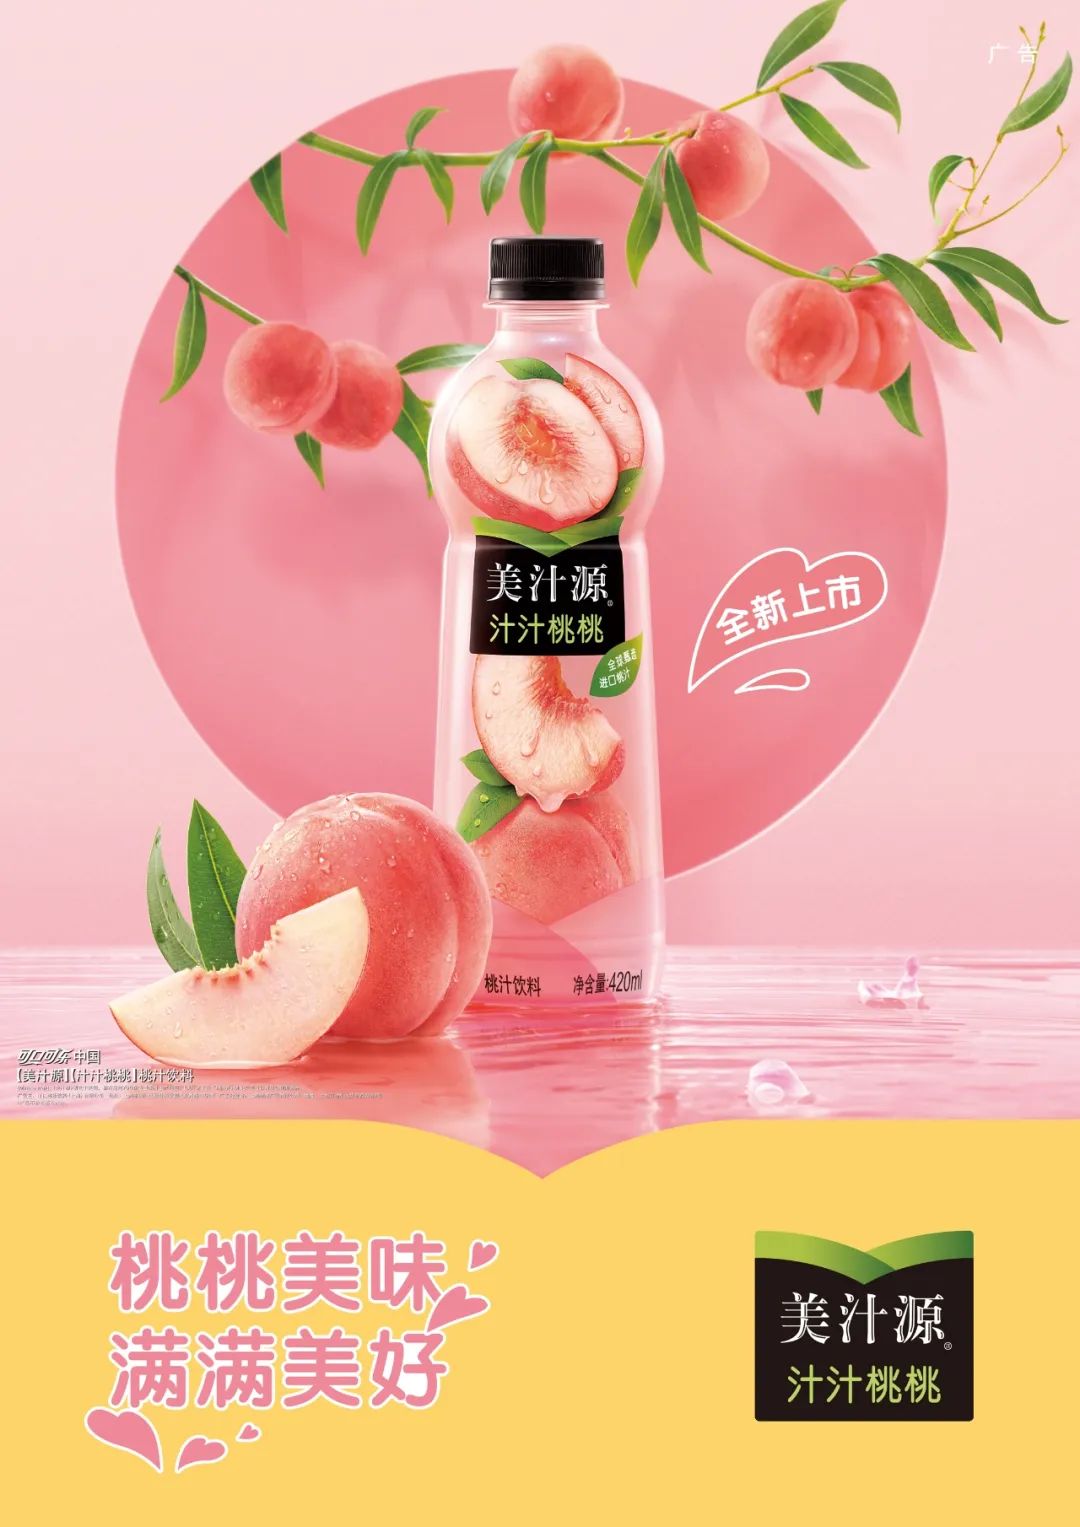 广告
美汁源
汁汁桃桃
全球甄选
进口桃汁
全新上市
桃汁饮料 净含量:420ml
可口可乐 中国
【美汁源】【汁汁桃桃】桃汁饮料
桃桃美味
满满美好
美汁源
汁汁桃桃